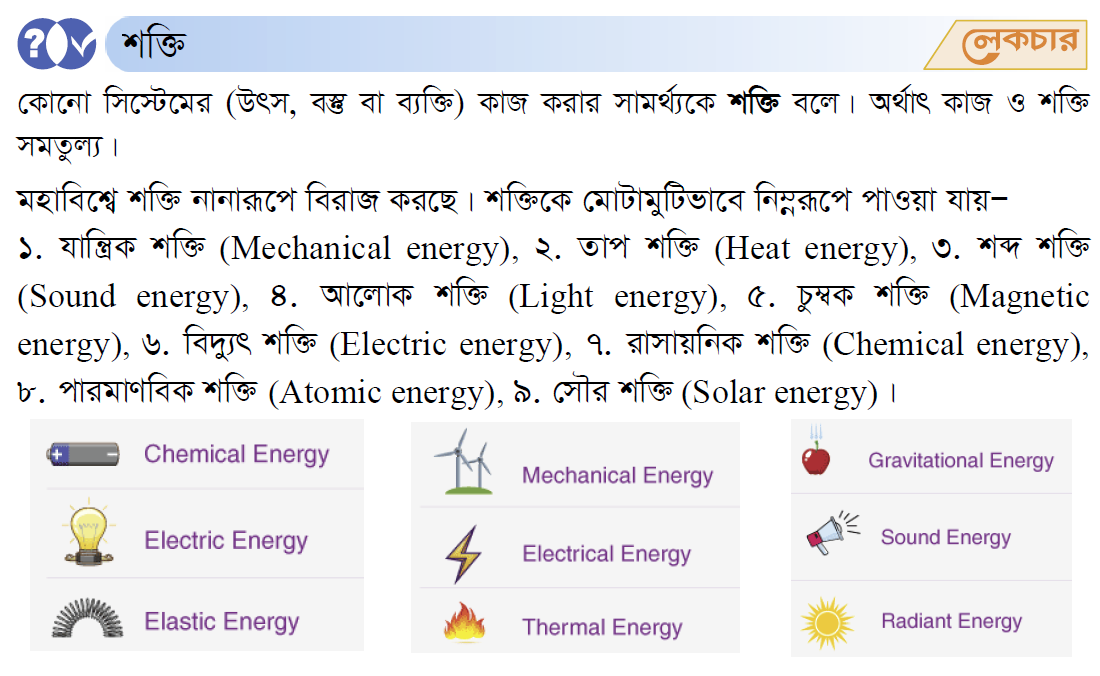 শক্তি
লেকচার
কোনো সিস্টেমের (উৎস, বস্তু বা ব্যক্তি) কাজ করার সামর্থ্যকে শক্তি বলে। অর্থাৎ কাজ ও শক্তি
সমতুল্য।
মহাবিশ্বে শক্তি নানারূপে বিরাজ করছে। শক্তিকে মোটামুটিভাবে নিম্নরূপে পাওয়া যায়–
১. যান্ত্রিক শক্তি (Mechanical energy), ২. তাপ শক্তি (Heat energy), ৩. শব্দ শক্তি
(Sound energy), ৪. আলোক শক্তি (Light energy), ৫. চুম্বক শক্তি (Magnetic
energy), ৬. বিদ্যুৎ শক্তি (Electric energy), ৭. রাসায়নিক শক্তি (Chemical energy),
৮. পারমাণবিক শক্তি (Atomic energy), ৯. সৌর শক্তি (Solar energy)।
Chemical Energy
Electric Energy
Elastic Energy
Mechanical Energy
Electrical Energy
Thermal Energy
Gravitational Energy
Sound Energy
Radiant Energy